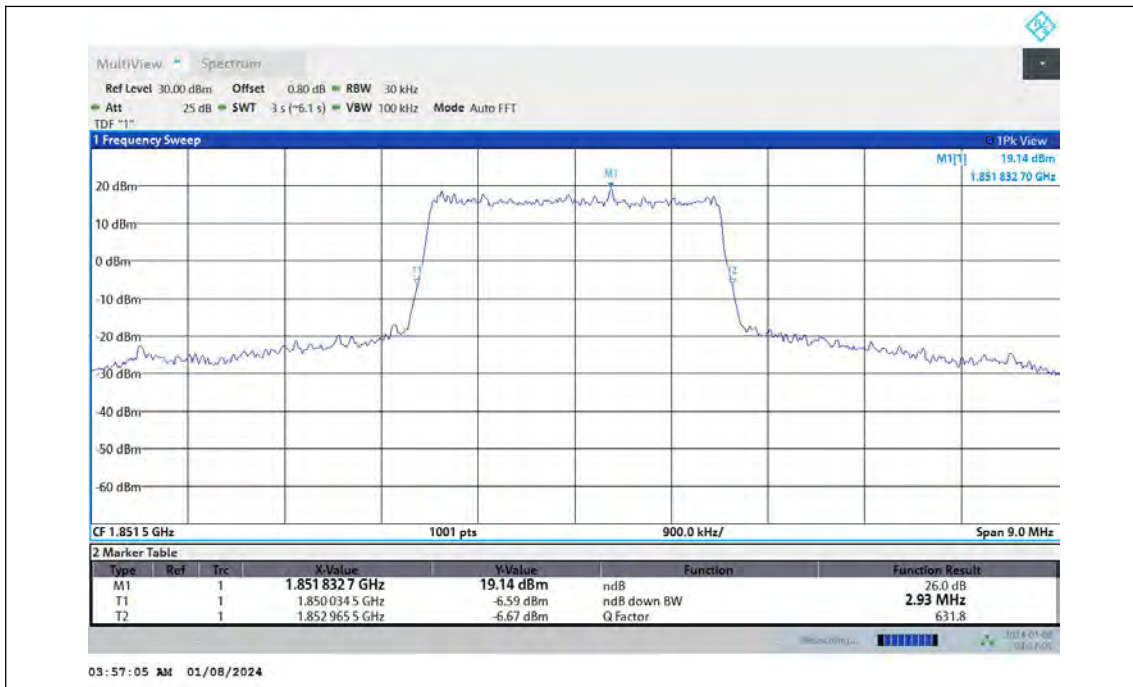 MultiView Spectrum
Ref Level 30.00 dBm Offset 0.80 dB RBW 30 kHz
Att 25 dB SWT 3 s (~6.1 s) VBW 100 kHz Mode Auto FFT
TDF "1"
1 Frequency Sweep 1Pk View
M1[1] 19.14 dBm
1.851 832 70 GHz
M1
20 dBm
10 dBm
0 dBm
T1 T2
-10 dBm
-20 dBm
-30 dBm
-40 dBm
-50 dBm
-60 dBm
CF 1.851 5 GHz 1001 pts 900.0 kHz/ Span 9.0 MHz
2 Marker Table
Type Ref Trc X-Value Y-Value Function Function Result
M1 1 1.851 832 7 GHz 19.14 dBm ndB 26.0 dB
T1 1 1.850 034 5 GHz -6.59 dBm ndB down BW 2.93 MHz
T2 1 1.852 965 5 GHz -6.67 dBm Q Factor 631.8
Measuring...
03:57:05 AM 01/08/2024